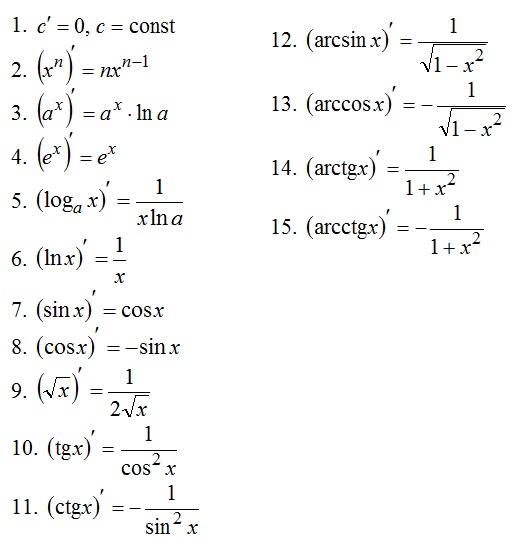 1. c′ = 0, c = const
2. (xⁿ)′ = nxⁿ⁻¹
3. (aˣ)′ = aˣ · ln a
4. (eˣ)′ = eˣ
5. (logₐ x)′ = 1/(x ln a)
6. (ln x)′ = 1/x
7. (sin x)′ = cos x
8. (cos x)′ = −sin x
9. (√x)′ = 1/(2√x)
10. (tgx)′ = 1/(cos² x)
11. (ctgx)′ = −1/(sin² x)
12. (arcsin x)′ = 1/√(1 − x²)
13. (arccos x)′ = −1/√(1 − x²)
14. (arctgx)′ = 1/(1 + x²)
15. (arcctgx)′ = −1/(1 + x²)